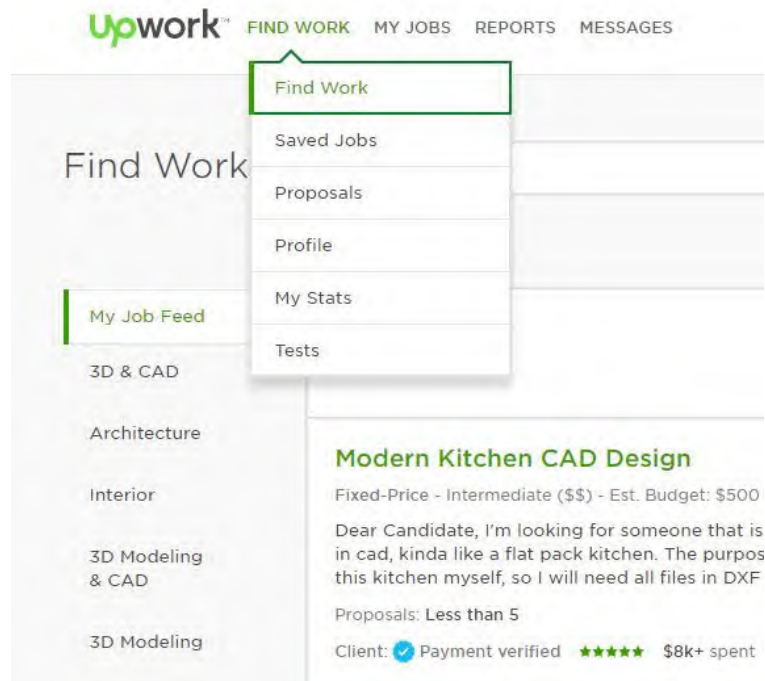 Upwork™ FIND WORK MY JOBS REPORTS MESSAGES
Find Work
Saved Jobs
Proposals
Profile
My Stats
Tests
Find Work
My Job Feed
3D & CAD
Architecture
Interior
3D Modeling
& CAD
3D Modeling
Modern Kitchen CAD Design
Fixed-Price - Intermediate ($$) - Est. Budget: $500
Dear Candidate, I'm looking for someone that is
in cad, kinda like a flat pack kitchen. The purpos
this kitchen myself, so I will need all files in DXF
Proposals: Less than 5
Client: Payment verified ★★★★★ $8k+ spent